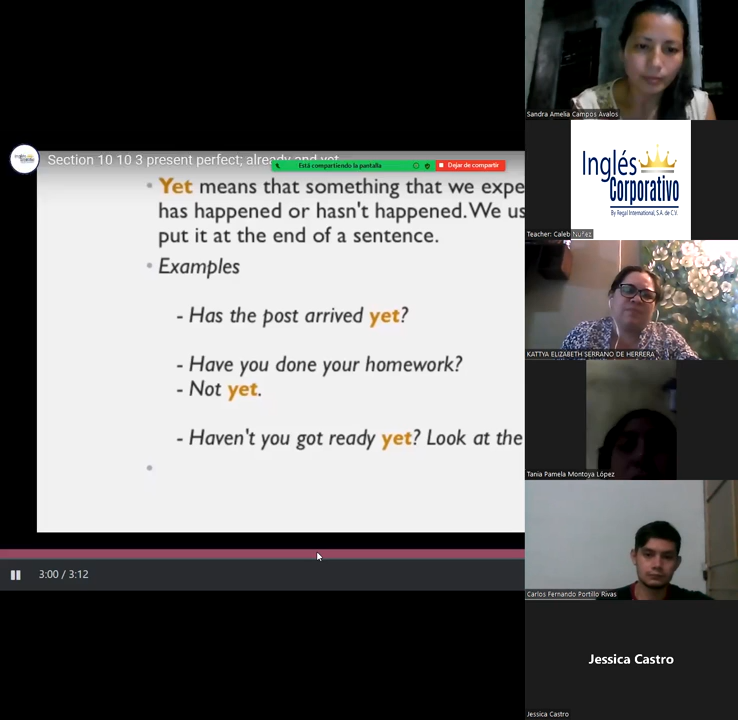 Section 10 10 3 present perfect; already and yet
Está compartiendo la pantalla
Dejar de compartir
Yet means that something that we expe
has happened or hasn't happened. We us
put it at the end of a sentence.
Examples
- Has the post arrived yet?
- Have you done your homework?
- Not yet.
- Haven't you got ready yet? Look at the
3:00 / 3:12
Sandra Amelia Campos Avalos
Inglés
Corporativo
By Regal International, S.A. de C.V.
Teacher: Caleb Nuñez
KATTYA ELIZABETH SERRANO DE HERRERA
Tania Pamela Montoya López
Carlos Fernando Portillo Rivas
Jessica Castro
Jessica Castro